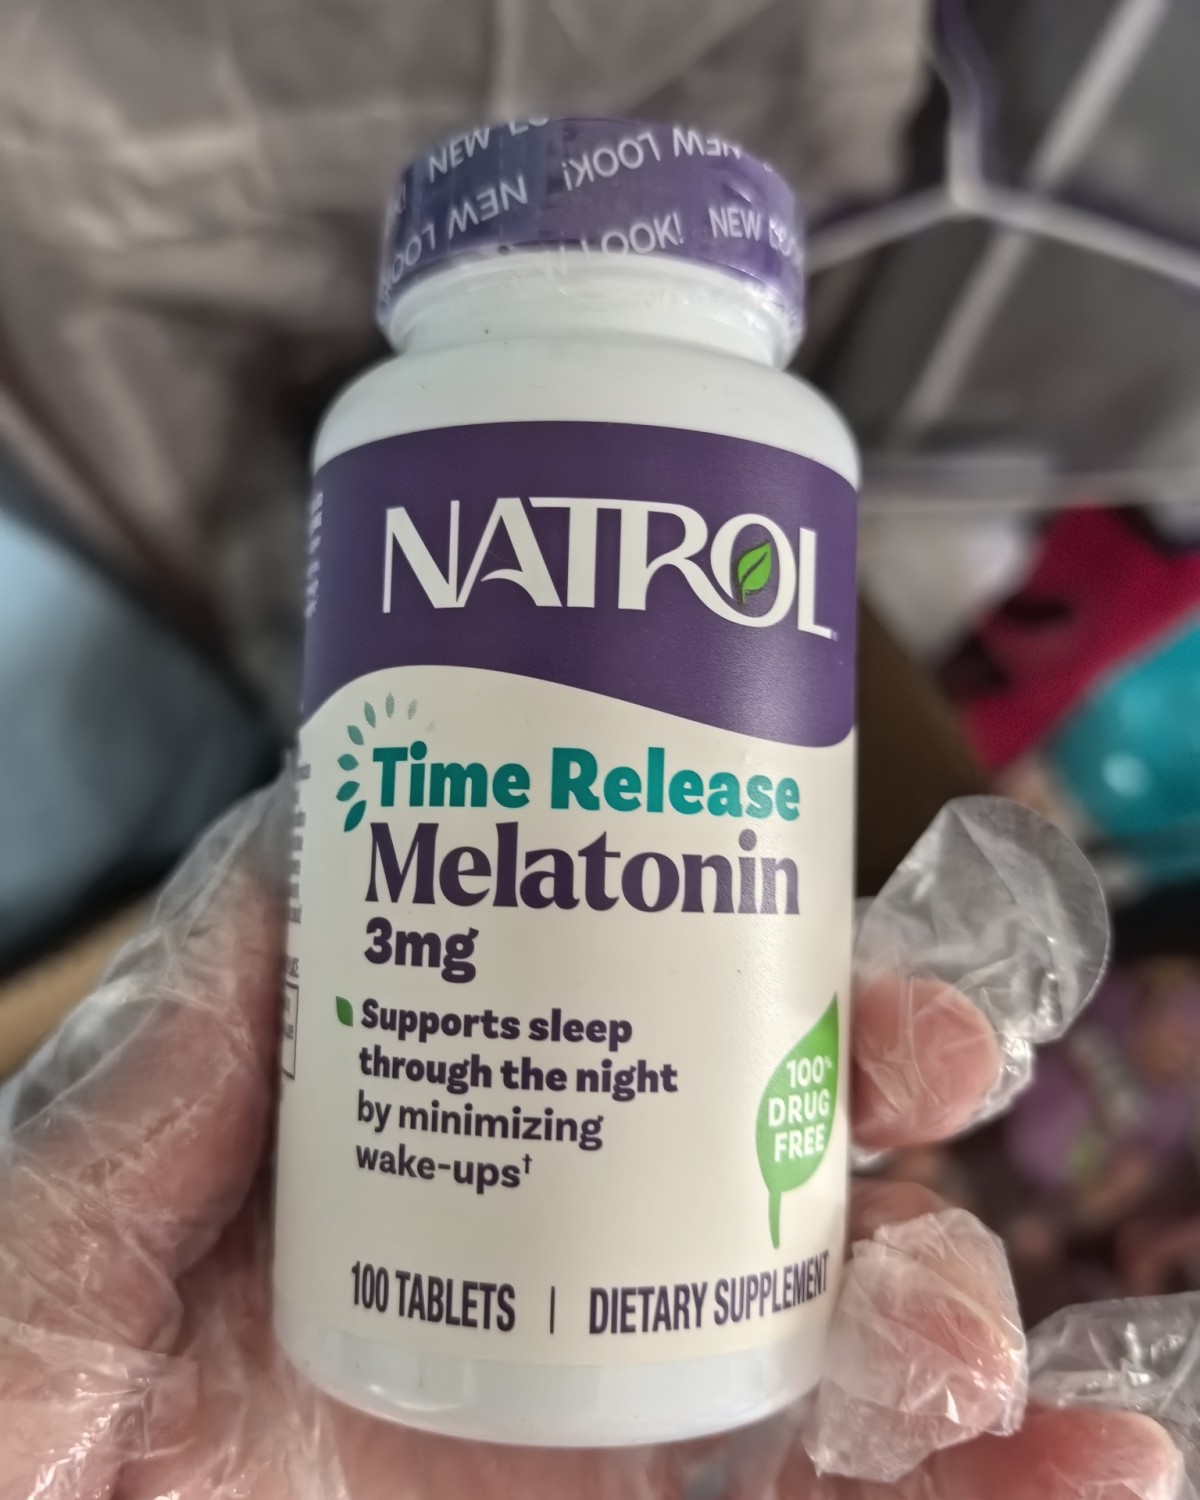 NEW
LOOK! NEW
LOOK! NEW
LOOK! NEW
NATROL
Time Release
Melatonin
3mg
Supports sleep
through the night
by minimizing
wake-ups†
100%
DRUG
FREE
100 TABLETS | DIETARY SUPPLEMENT